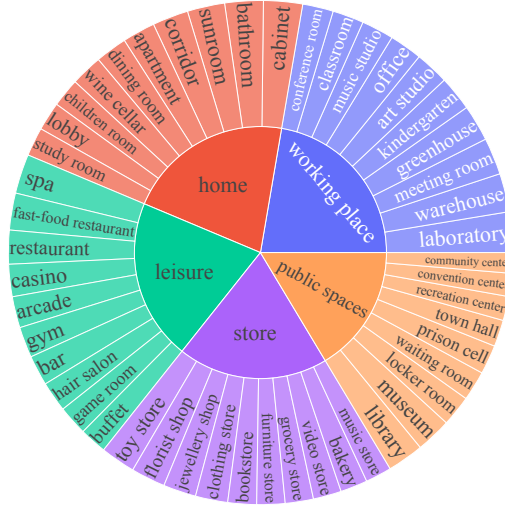 home
cabinet
bathroom
sunroom
corridor
apartment
dining room
wine cellar
children room
lobby
study room
working place
conference room
classroom
music studio
office
art studio
kindergarten
greenhouse
meeting room
warehouse
laboratory
public spaces
community cente
convention center
recreation center
town hall
prison cell
waiting room
locker room
museum
library
store
music store
bakery
video store
grocery store
furniture store
bookstore
clothing store
jewellery shop
florist shop
toy store
leisure
spa
fast-food restaurant
restaurant
casino
arcade
gym
bar
hair salon
game room
buffet